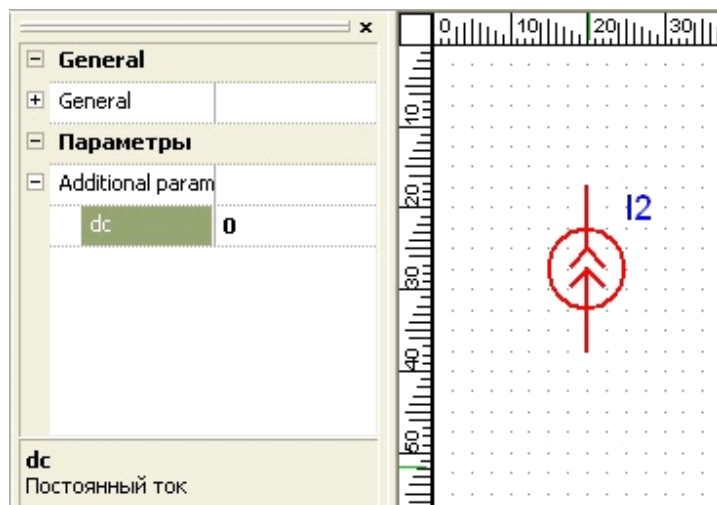 x
General
General
Параметры
Additional param
dc 0
dc
Постоянный ток
0 10 20 30
10
20
30
40
50
I2